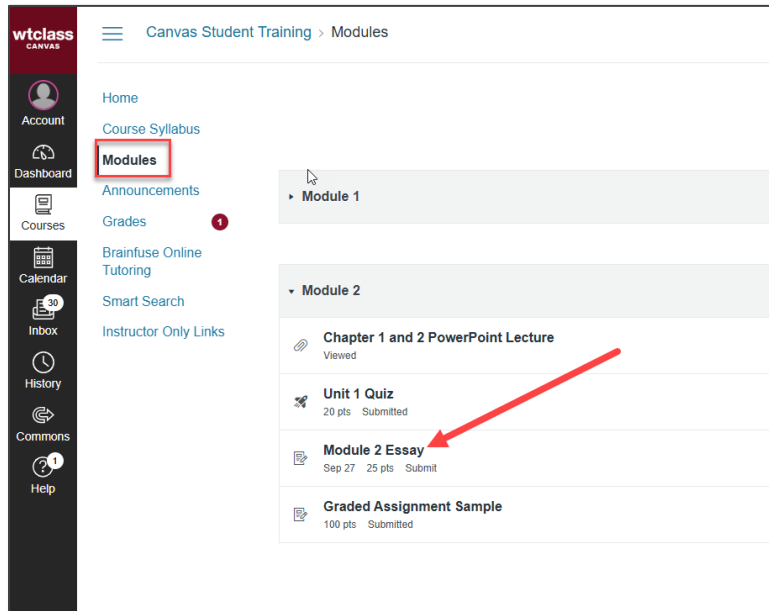 wtclass
CANVAS
Canvas Student Training > Modules
Account
Dashboard
Courses
Calendar
30
Inbox
History
Commons
1
Help
Home
Course Syllabus
Modules
Announcements
Grades 1
Brainfuse Online
Tutoring
Smart Search
Instructor Only Links
Module 1
Module 2
Chapter 1 and 2 PowerPoint Lecture
Viewed
Unit 1 Quiz
20 pts Submitted
Module 2 Essay
Sep 27 25 pts Submit
Graded Assignment Sample
100 pts Submitted